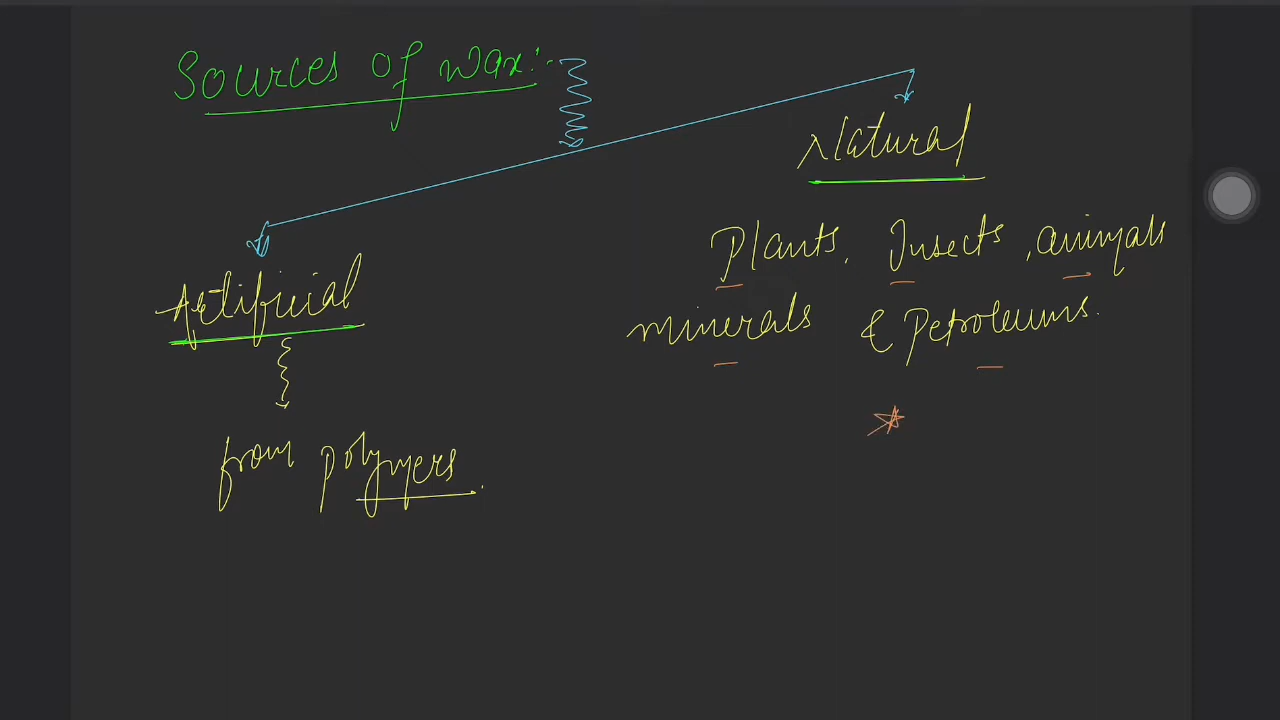 Sources of wax:-
Natural
Plants, Insects, animals
minerals & Petroleums.
Artificial
from polymers.